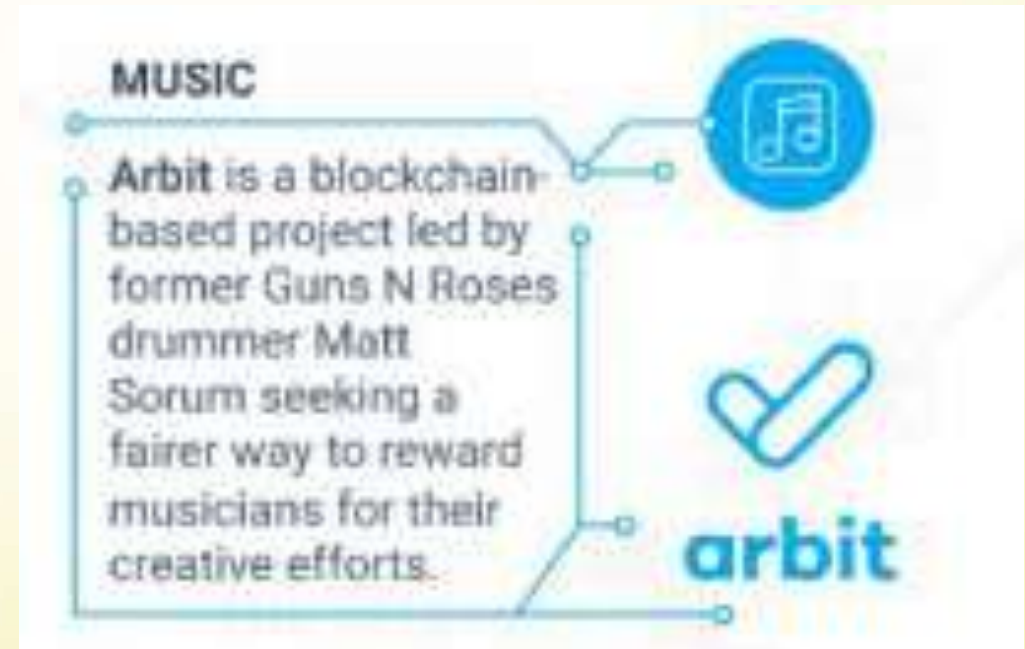 MUSIC
Arbit is a blockchain-
based project led by
former Guns N Roses
drummer Matt
Sorum seeking a
fairer way to reward
musicians for their
creative efforts.
arbit